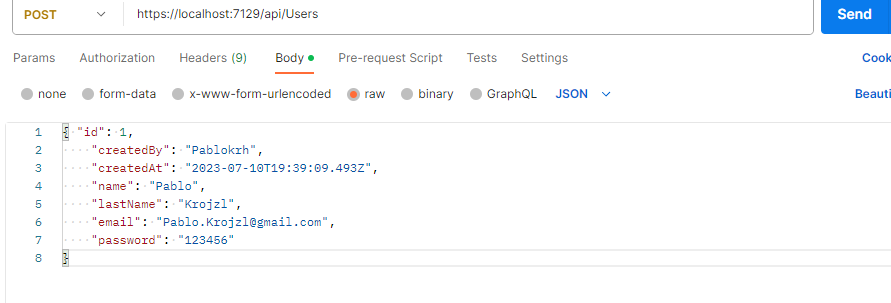 POST https://localhost:7129/api/Users Send
Params Authorization Headers (9) Body Pre-request Script Tests Settings Cook
none form-data x-www-form-urlencoded raw binary GraphQL JSON Beauti
1 { "id": 1,
2 "createdBy": "Pablokrh",
3 "createdAt": "2023-07-10T19:39:09.493Z",
4 "name": "Pablo",
5 "lastName": "Krojzl",
6 "email": "Pablo.Krojzl@gmail.com",
7 "password": "123456"
8 }